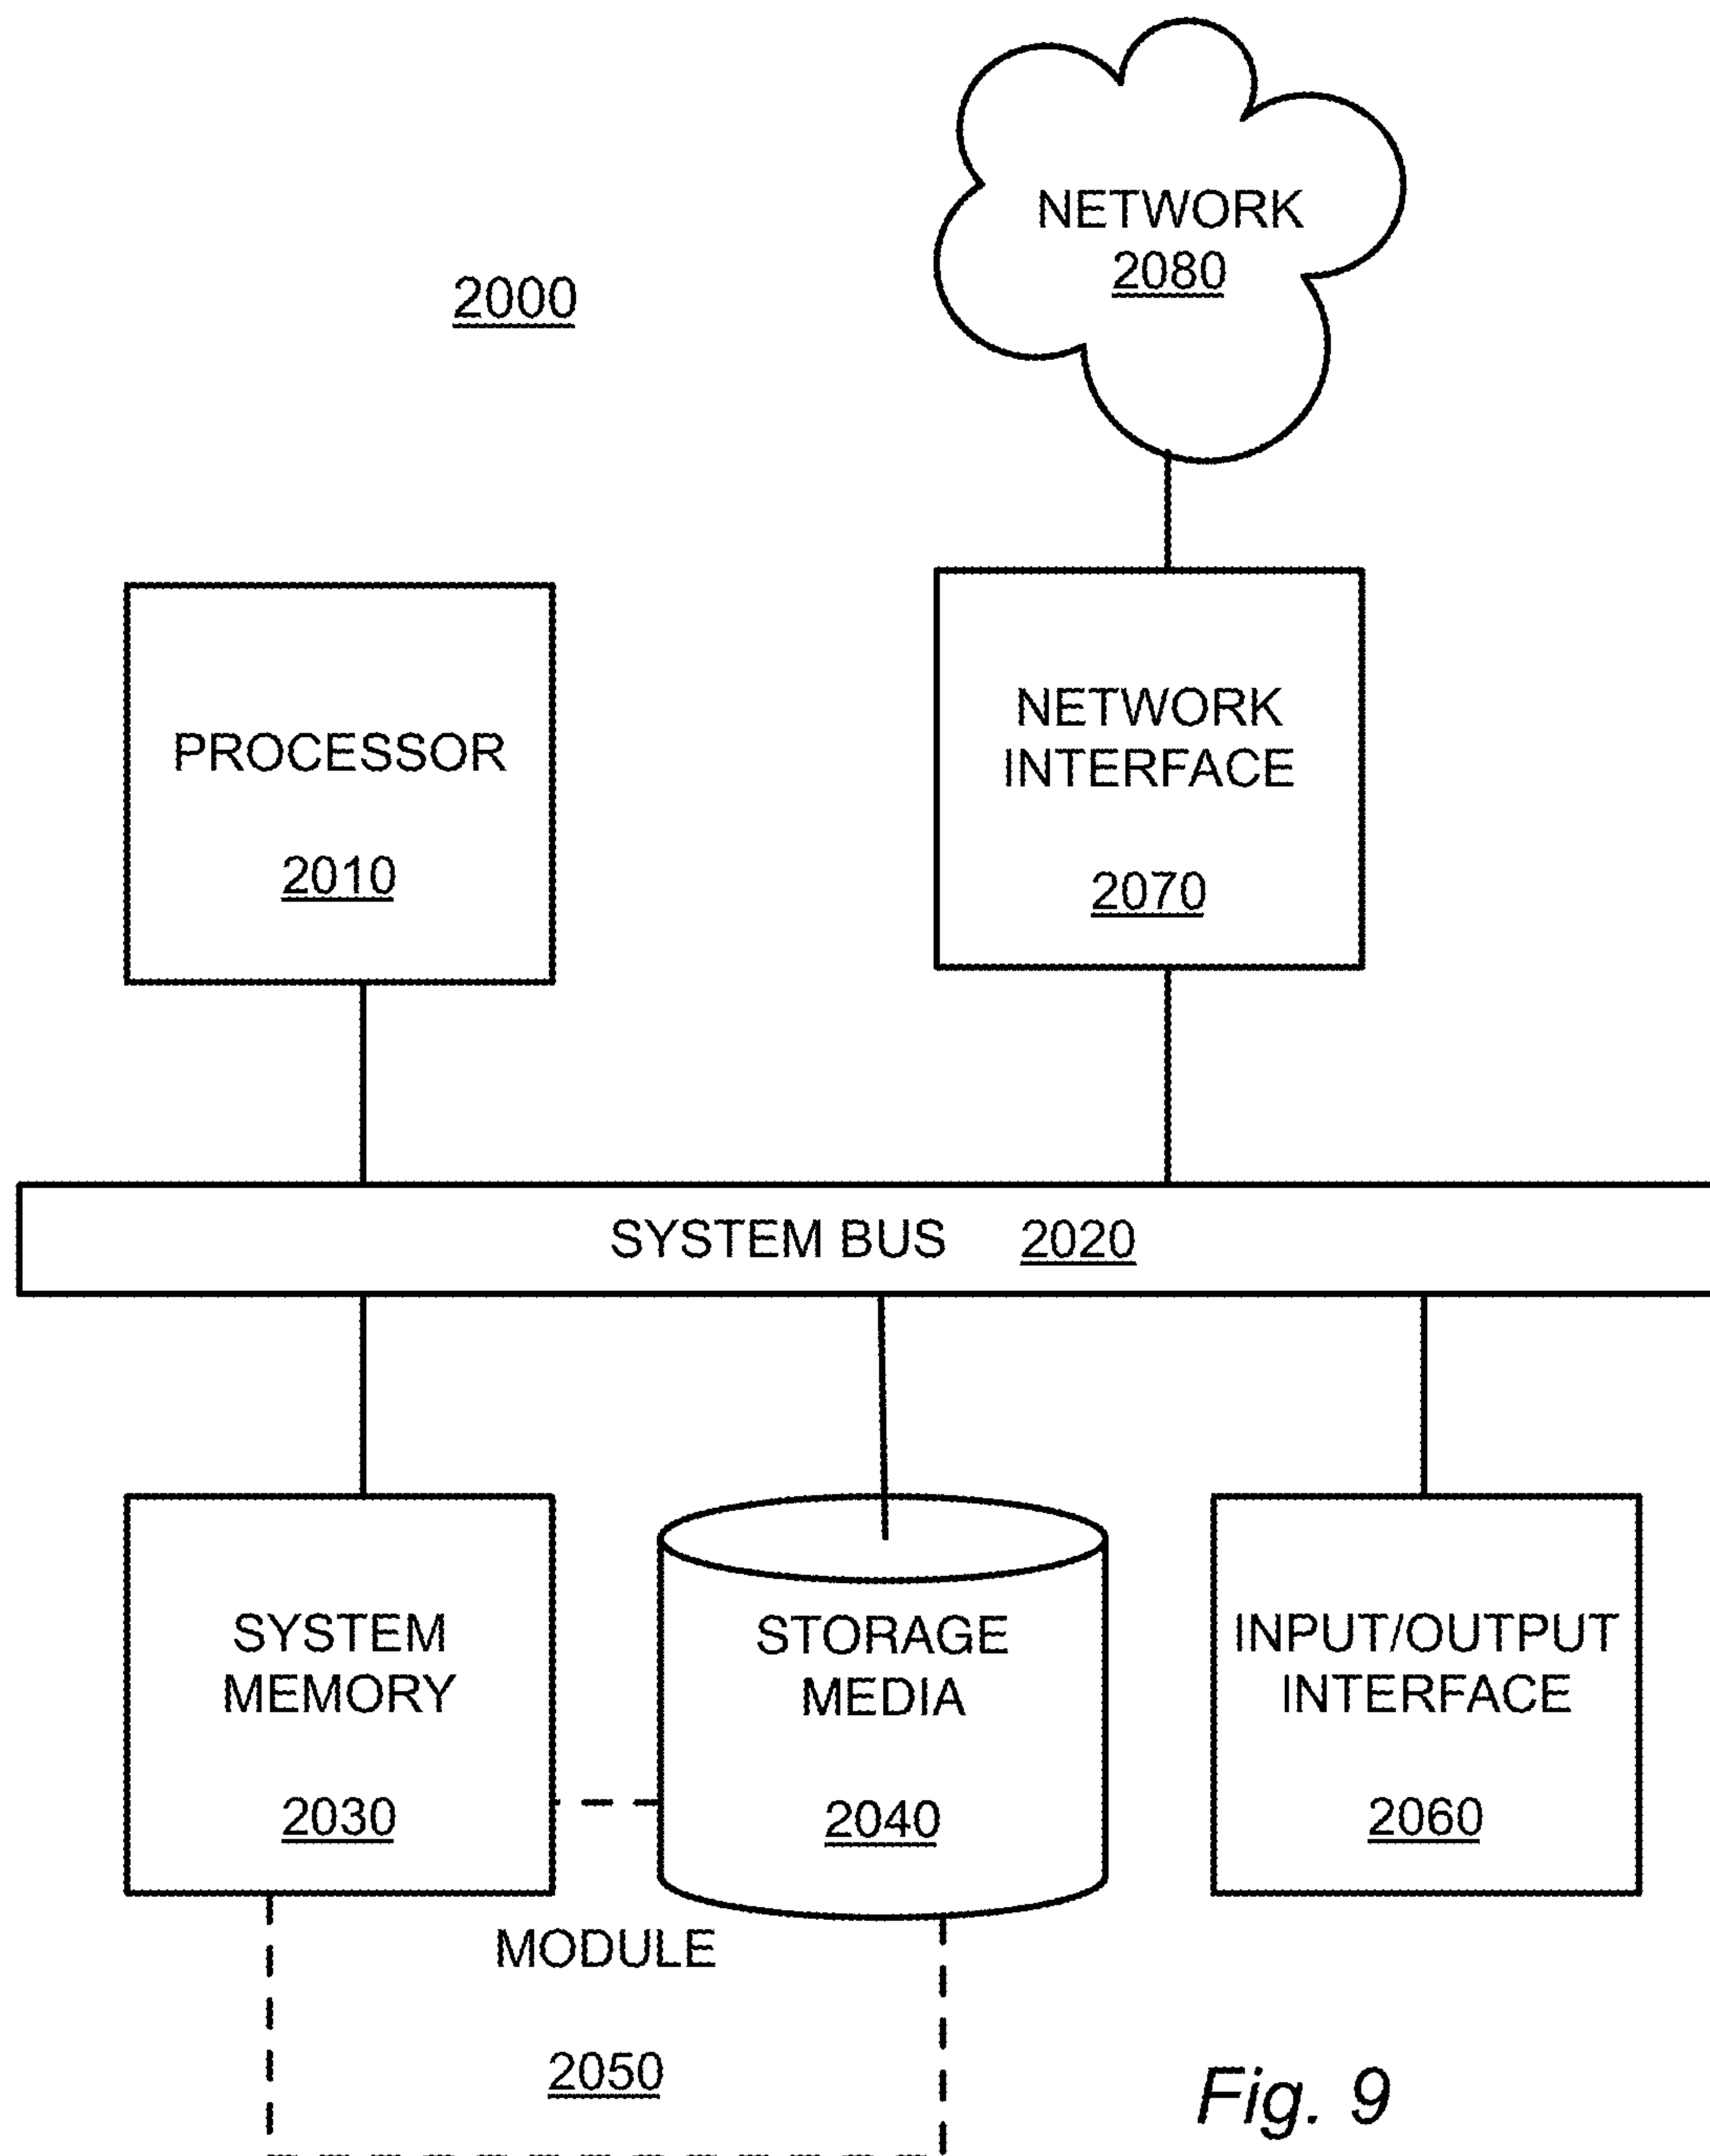 NETWORK
2080
2000
PROCESSOR
2010
NETWORK
INTERFACE
2070
SYSTEM BUS 2020
SYSTEM
MEMORY
2030
STORAGE
MEDIA
2040
INPUT/OUTPUT
INTERFACE
2060
MODULE
2050
Fig. 9